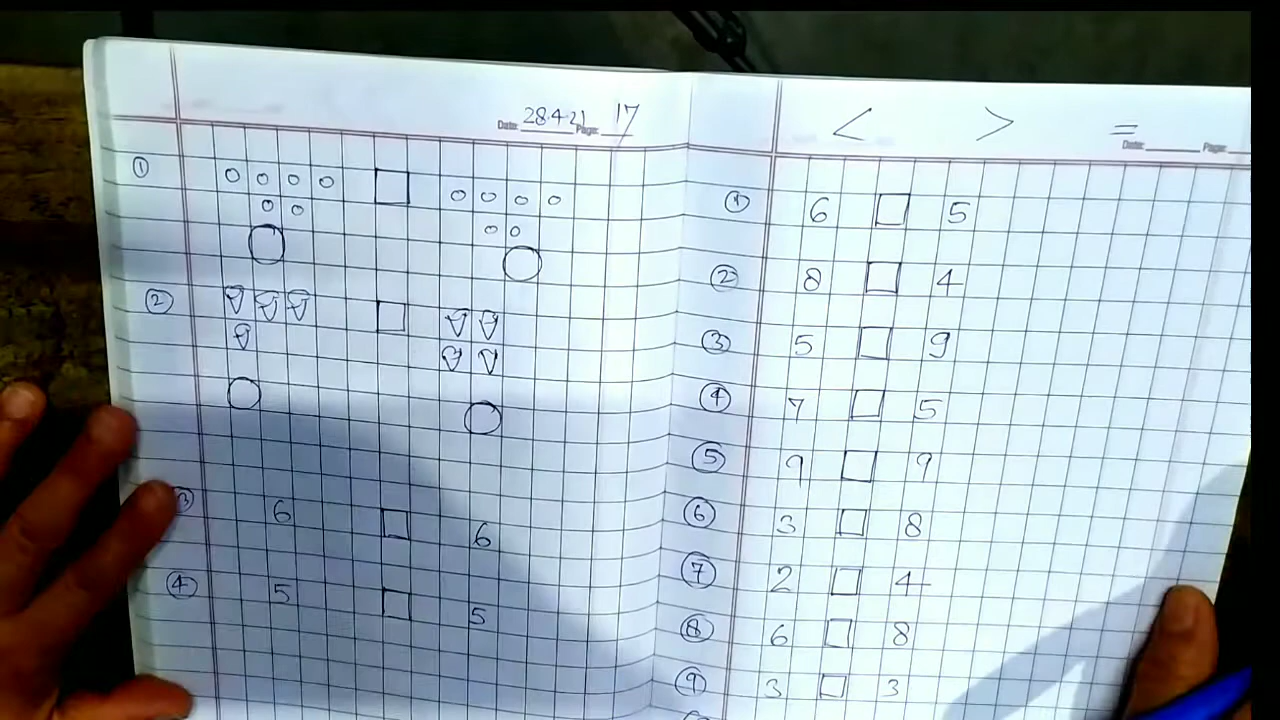 Date: 28.4.21 Page: 17
①
②
③ 6 □ 6
④ 5 □ 5
< > =
Date: Page:
① 6 □ 5
② 8 □ 4
③ 5 □ 9
④ 7 □ 5
⑤ 9 □ 9
⑥ 3 □ 8
⑦ 2 □ 4
⑧ 6 □ 8
⑨ 3 □ 3